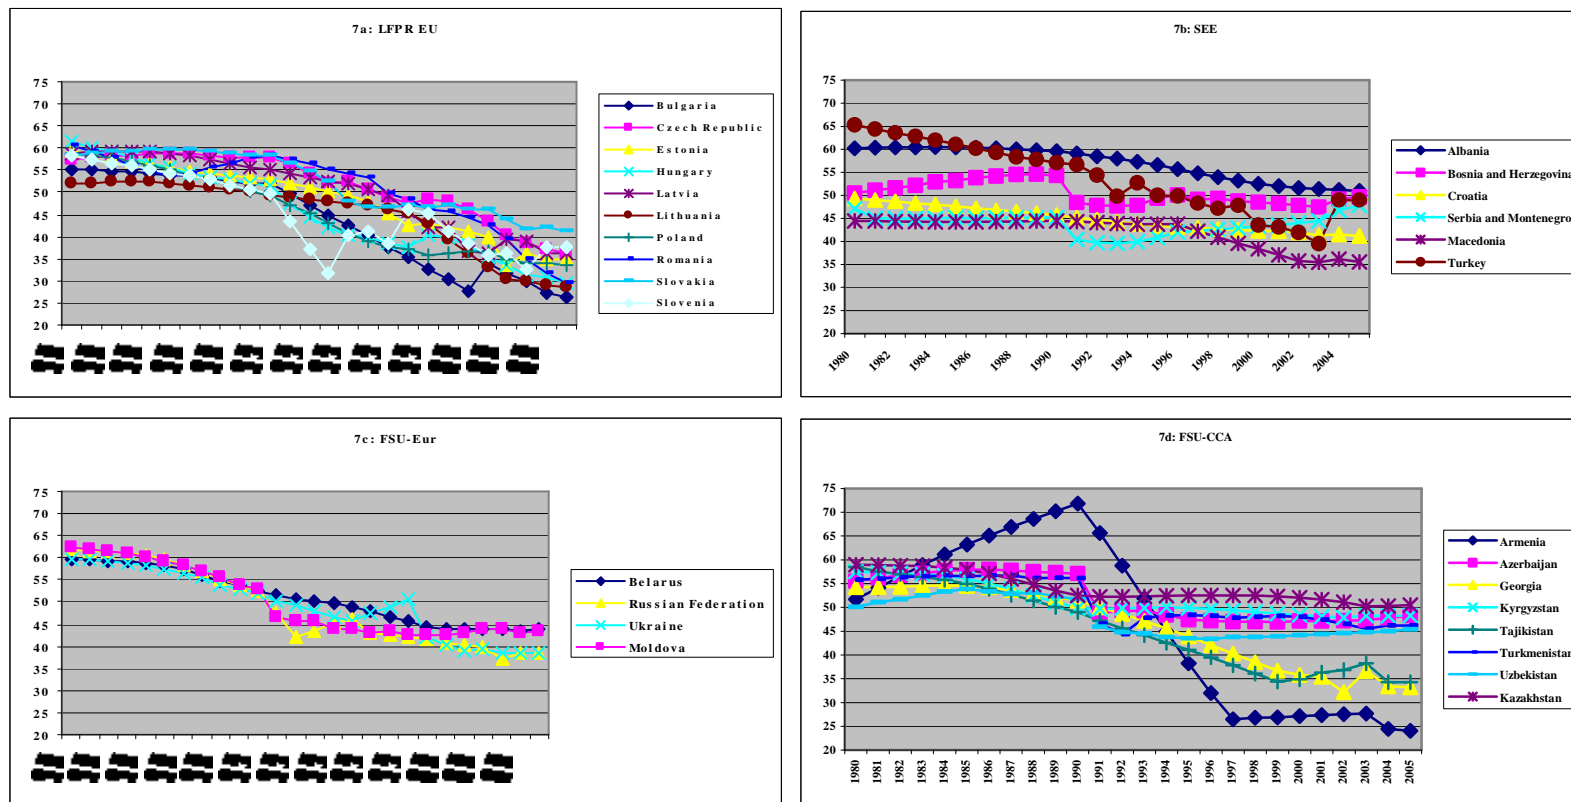 7a: LFPR EU
75
70
65
60
55
50
45
40
35
30
25
20
Bulgaria
Czech Republic
Estonia
Hungary
Latvia
Lithuania
Poland
Romania
Slovakia
Slovenia
7b: SEE
75
70
65
60
55
50
45
40
35
30
25
20
1980
1982
1984
1986
1988
1990
1992
1994
1996
1998
2000
2002
2004
Albania
Bosnia and Herzegovina
Croatia
Serbia and Montenegro
Macedonia
Turkey
7c: FSU-Eur
75
70
65
60
55
50
45
40
35
30
25
20
Belarus
Russian Federation
Ukraine
Moldova
7d: FSU-CCA
75
70
65
60
55
50
45
40
35
30
25
20
1980
1981
1982
1983
1984
1985
1986
1987
1988
1989
1990
1991
1992
1993
1994
1995
1996
1997
1998
1999
2000
2001
2002
2003
2004
2005
Armenia
Azerbaijan
Georgia
Kyrgyzstan
Tajikistan
Turkmenistan
Uzbekistan
Kazakhstan